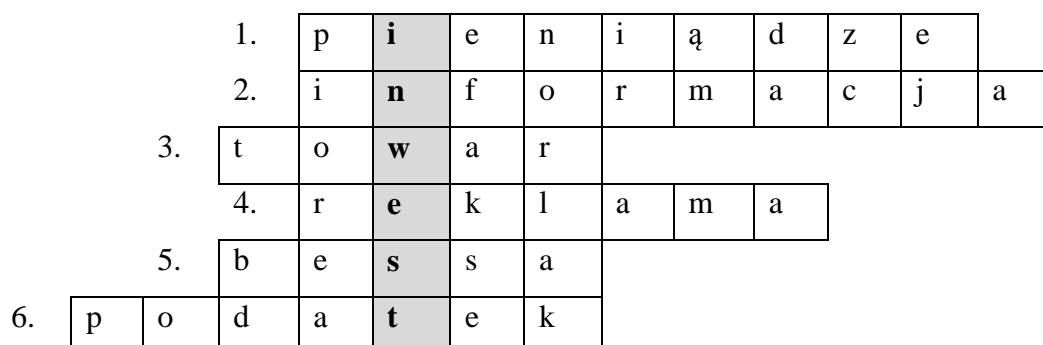 1. p i e n i ą d z e
2. i n f o r m a c j a
3. t o w a r
4. r e k l a m a
5. b e s s a
6. p o d a t e k